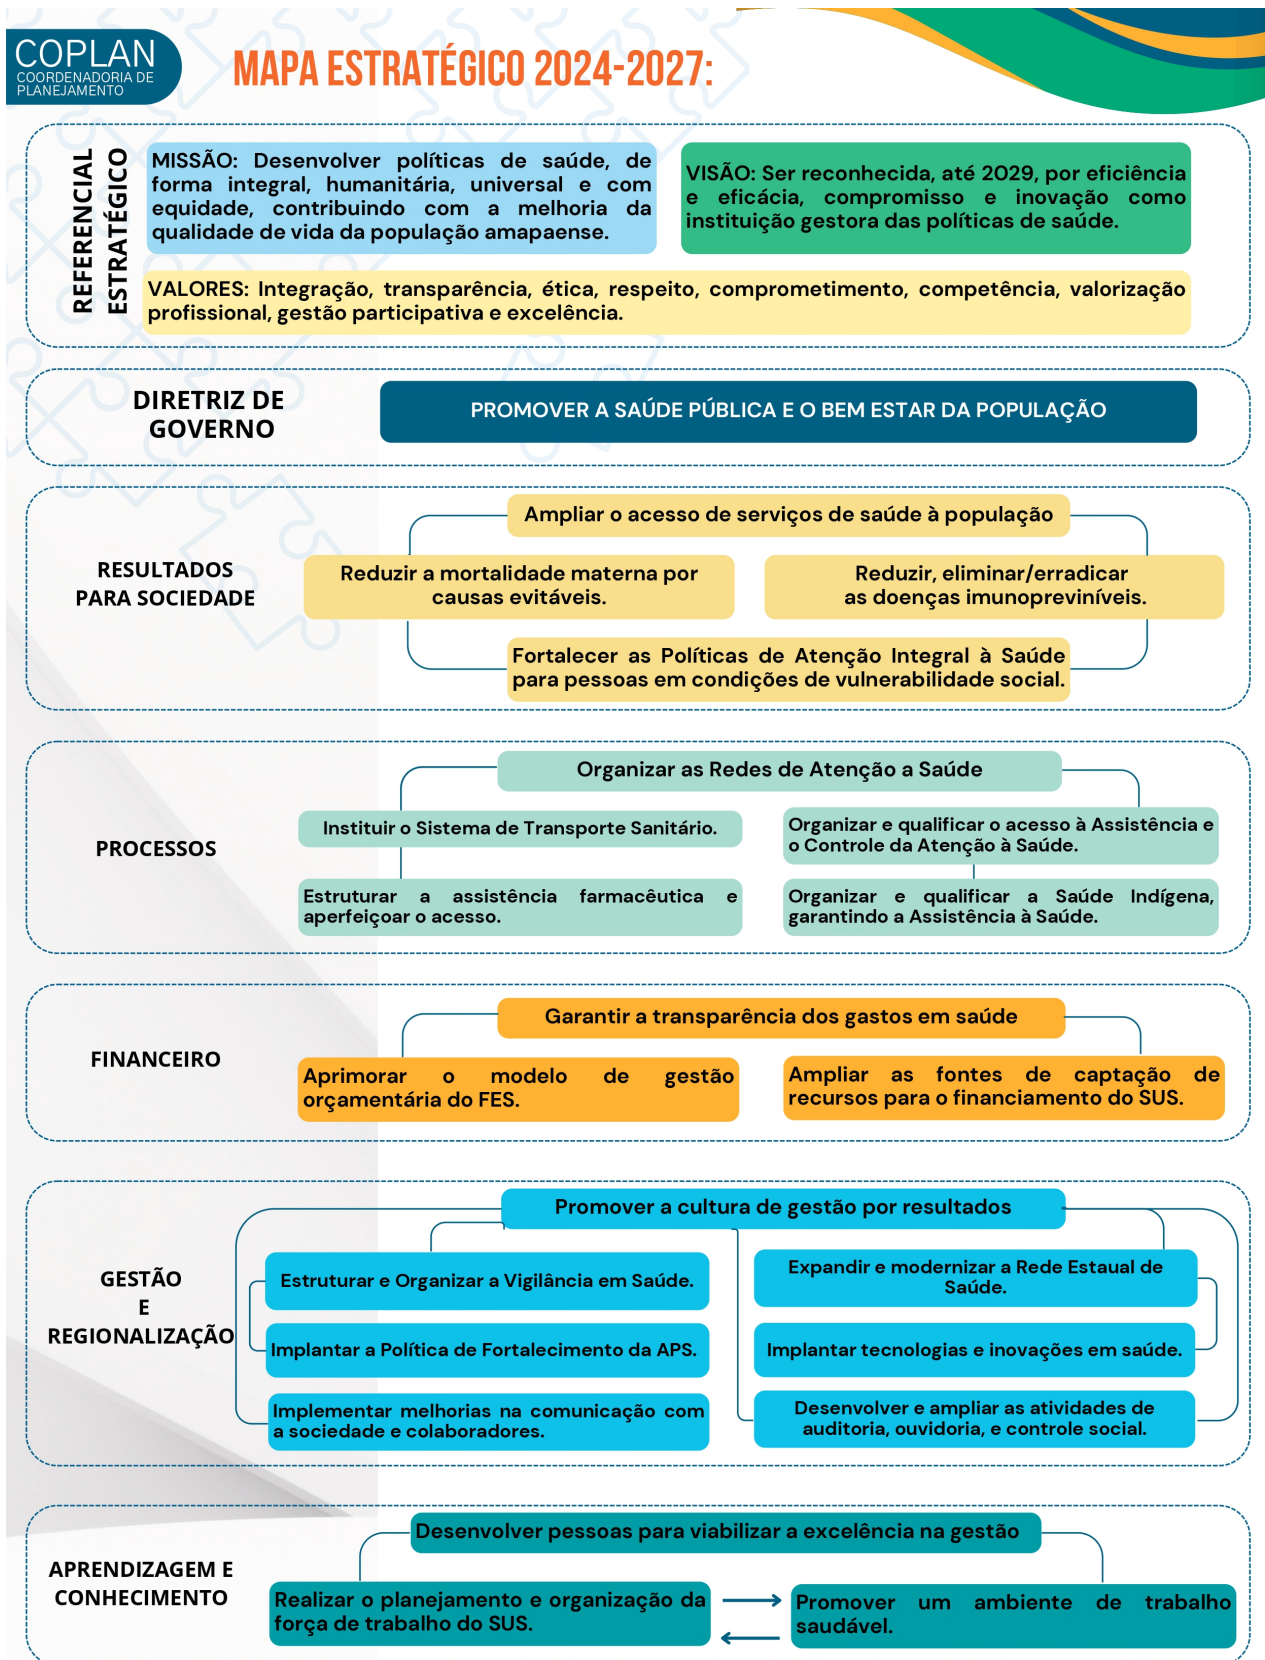 COPLAN
COORDENADORIA DE
PLANEJAMENTO
MAPA ESTRATÉGICO 2024-2027:
REFERENCIAL
ESTRATÉGICO
MISSÃO: Desenvolver políticas de saúde, de
forma integral, humanitária, universal e com
equidade, contribuindo com a melhoria da
qualidade de vida da população amapaense.
VISÃO: Ser reconhecida, até 2029, por eficiência
e eficácia, compromisso e inovação como
instituição gestora das políticas de saúde.
VALORES: Integração, transparência, ética, respeito, comprometimento, competência, valorização
profissional, gestão participativa e excelência.
DIRETRIZ DE
GOVERNO
PROMOVER A SAÚDE PÚBLICA E O BEM ESTAR DA POPULAÇÃO
RESULTADOS
PARA SOCIEDADE
Ampliar o acesso de serviços de saúde à população
Reduzir a mortalidade materna por
causas evitáveis.
Reduzir, eliminar/erradicar
as doenças imunopreviníveis.
Fortalecer as Políticas de Atenção Integral à Saúde
para pessoas em condições de vulnerabilidade social.
PROCESSOS
Organizar as Redes de Atenção a Saúde
Instituir o Sistema de Transporte Sanitário.
Organizar e qualificar o acesso à Assistência e
o Controle da Atenção à Saúde.
Estruturar a assistência farmacêutica e
aperfeiçoar o acesso.
Organizar e qualificar a Saúde Indígena,
garantindo a Assistência à Saúde.
FINANCEIRO
Garantir a transparência dos gastos em saúde
Aprimorar o modelo de gestão
orçamentária do FES.
Ampliar as fontes de captação de
recursos para o financiamento do SUS.
GESTÃO
E
REGIONALIZAÇÃO
Promover a cultura de gestão por resultados
Estruturar e Organizar a Vigilância em Saúde.
Expandir e modernizar a Rede Estaual de
Saúde.
Implantar a Política de Fortalecimento da APS.
Implantar tecnologias e inovações em saúde.
Implementar melhorias na comunicação com
a sociedade e colaboradores.
Desenvolver e ampliar as atividades de
auditoria, ouvidoria, e controle social.
APRENDIZAGEM E
CONHECIMENTO
Desenvolver pessoas para viabilizar a excelência na gestão
Realizar o planejamento e organização da
força de trabalho do SUS.
Promover um ambiente de trabalho
saudável.